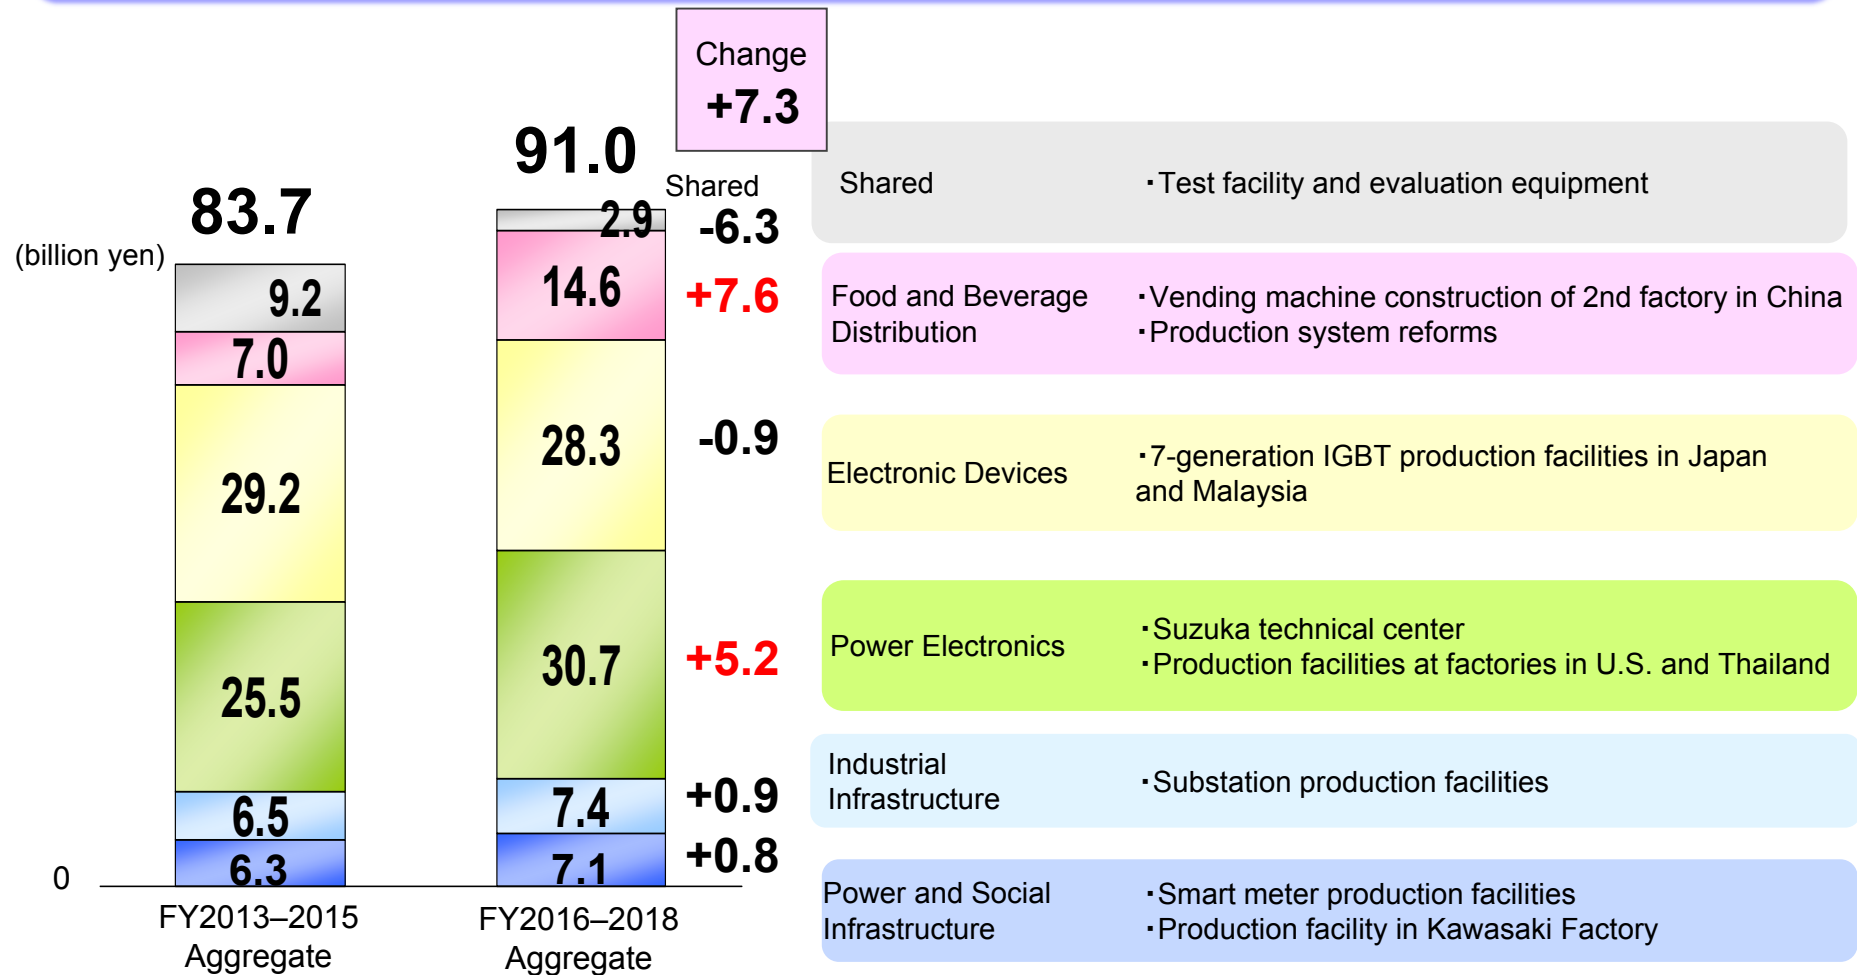 Change
+7.3
83.7
91.0
(billion yen)
Shared
9.2
7.0
29.2
25.5
6.5
6.3
2.9
14.6
28.3
30.7
7.4
7.1
-6.3
+7.6
-0.9
+5.2
+0.9
+0.8
0
FY2013–2015
Aggregate
FY2016–2018
Aggregate
Shared
・Test facility and evaluation equipment
Food and Beverage
Distribution
・Vending machine construction of 2nd factory in China
・Production system reforms
Electronic Devices
・7-generation IGBT production facilities in Japan
and Malaysia
Power Electronics
・Suzuka technical center
・Production facilities at factories in U.S. and Thailand
Industrial
Infrastructure
・Substation production facilities
Power and Social
Infrastructure
・Smart meter production facilities
・Production facility in Kawasaki Factory